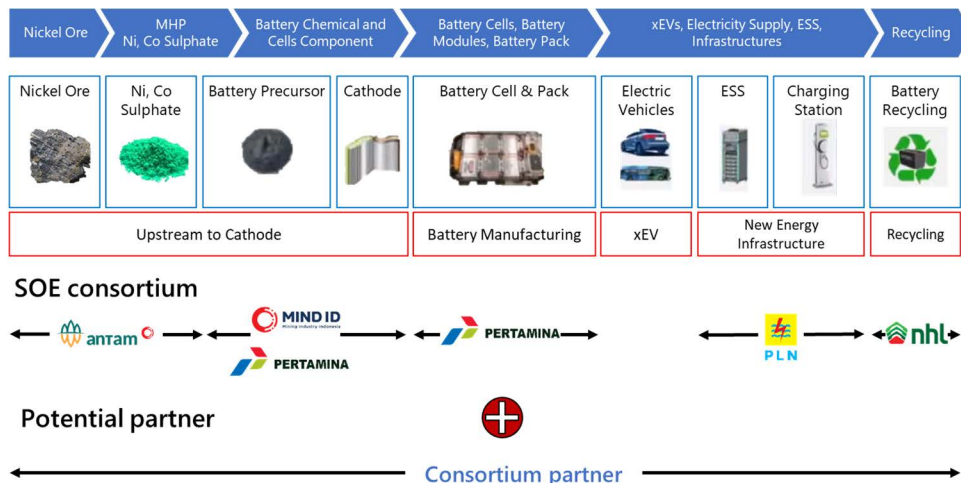 Nickel Ore
MHP
Ni, Co Sulphate
Battery Chemical and
Cells Component
Battery Cells, Battery
Modules, Battery Pack
xEVs, Electricity Supply, ESS,
Infrastructures
Recycling
Nickel Ore
Ni, Co
Sulphate
Battery Precursor
Cathode
Battery Cell & Pack
Electric
Vehicles
ESS
Charging
Station
Battery
Recycling
Upstream to Cathode
Battery Manufacturing
xEV
New Energy
Infrastructure
Recycling
SOE consortium
antam
MIND ID
Mining Industry Indonesia
PERTAMINA
PERTAMINA
PLN
nhl
Potential partner
Consortium partner